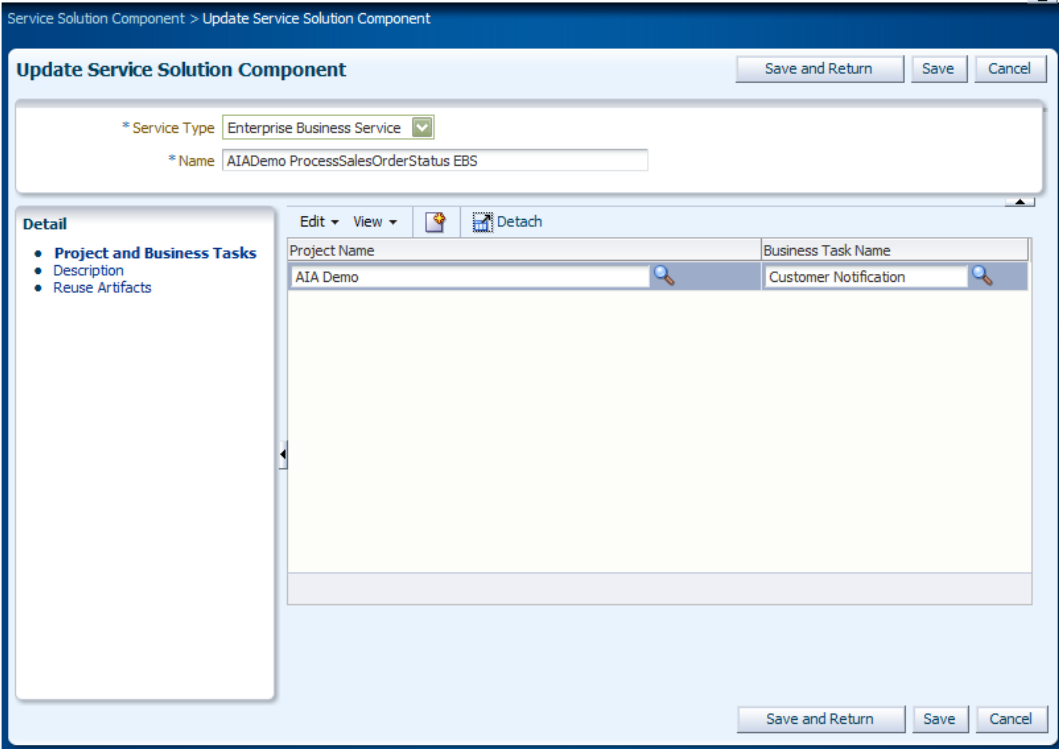 Service Solution Component > Update Service Solution Component
Update Service Solution Component
Save and Return Save Cancel
* Service Type Enterprise Business Service
* Name AIADemo ProcessSalesOrderStatus EBS
Detail
Project and Business Tasks
Description
Reuse Artifacts
Edit View Detach
Project Name Business Task Name
AIA Demo Customer Notification
Save and Return Save Cancel